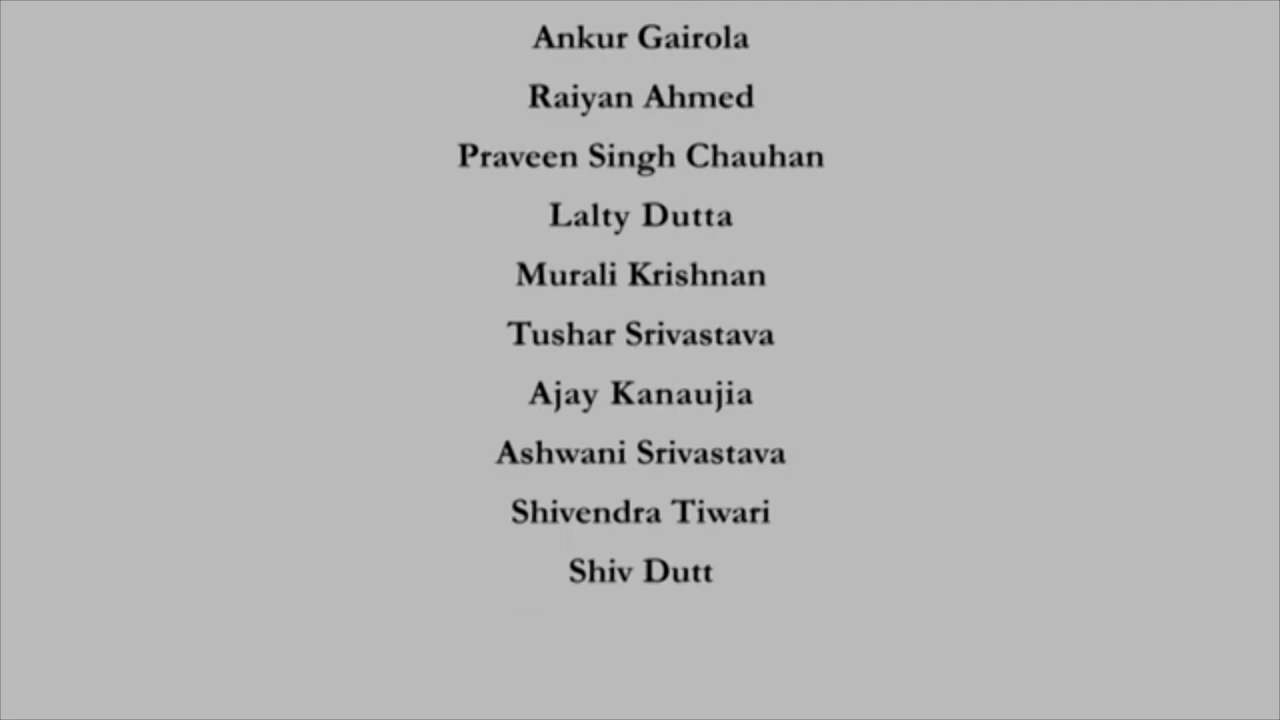 Ankur Gairola
Raiyan Ahmed
Praveen Singh Chauhan
Lalty Dutta
Murali Krishnan
Tushar Srivastava
Ajay Kanaujia
Ashwani Srivastava
Shivendra Tiwari
Shiv Dutt